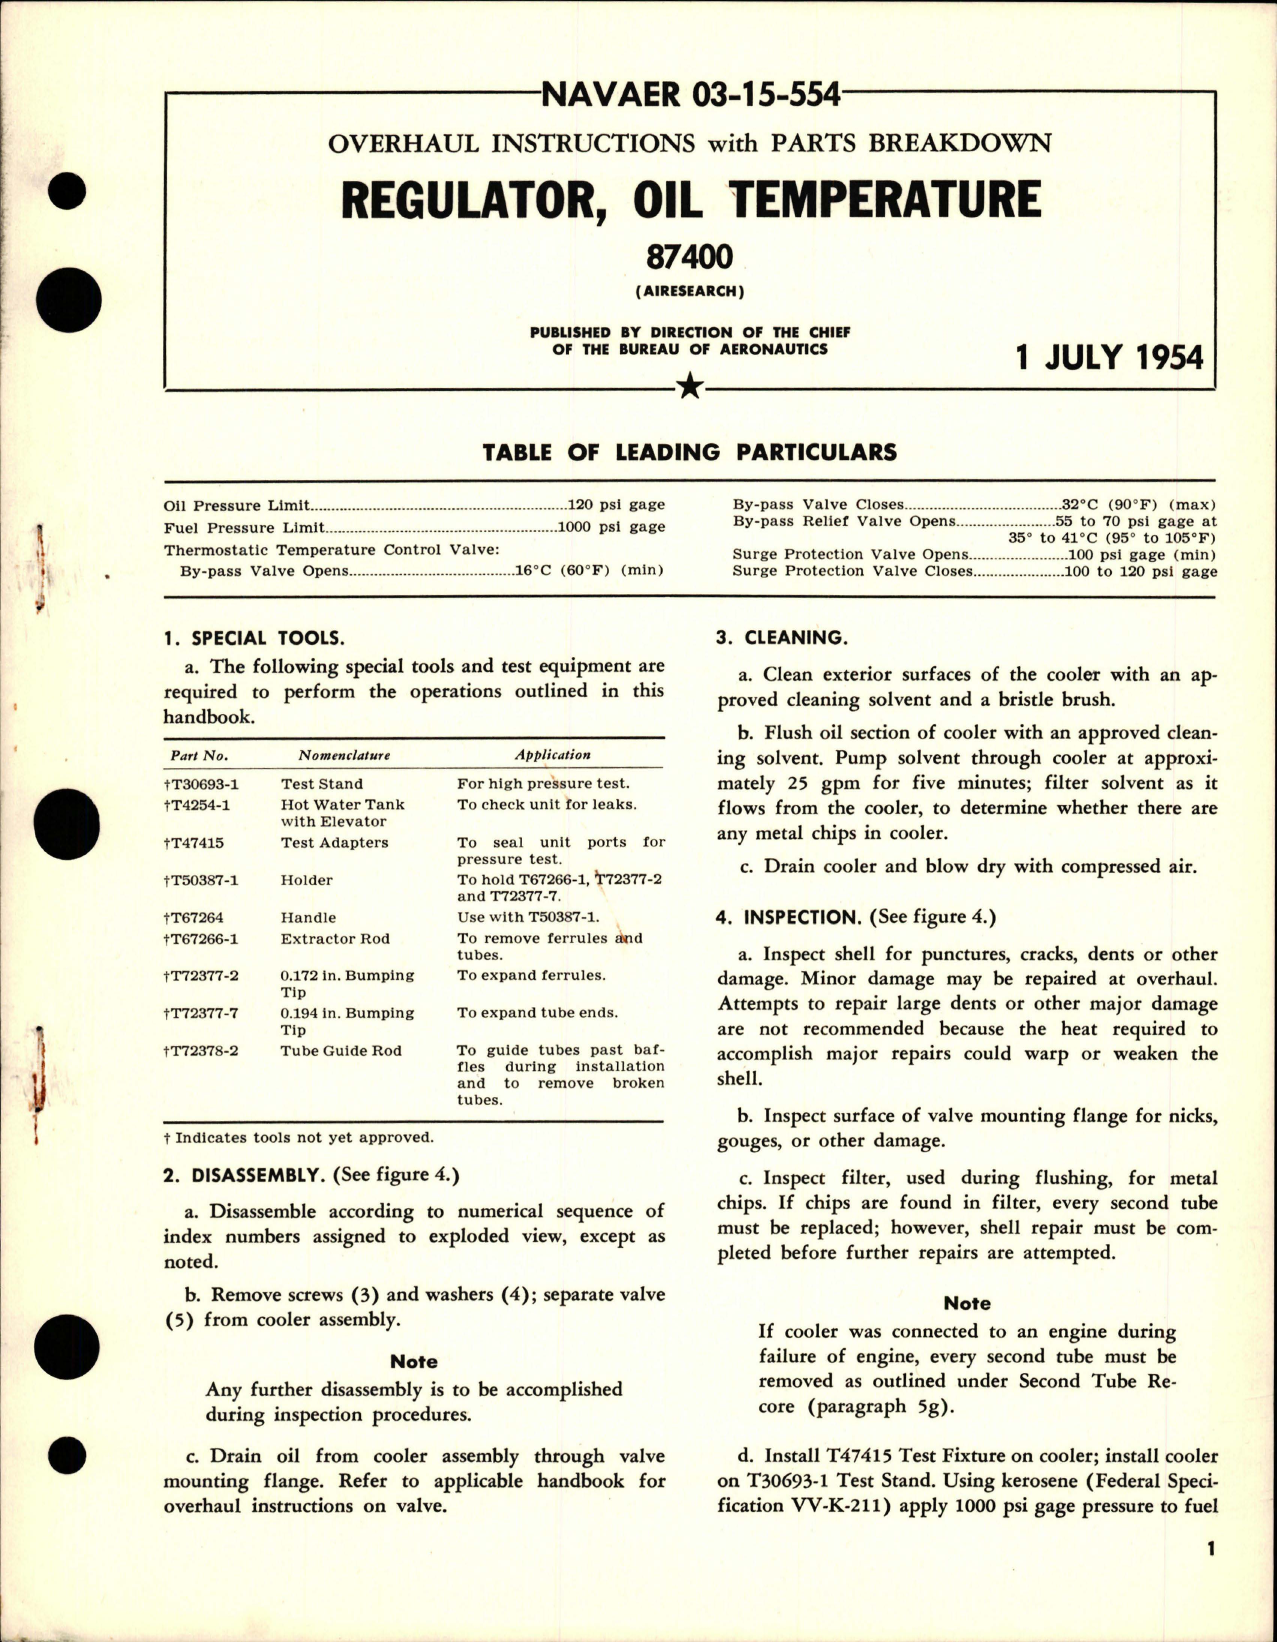 NAVAER 03-15-554
OVERHAUL INSTRUCTIONS with PARTS BREAKDOWN
REGULATOR, OIL TEMPERATURE
87400
(AIRESEARCH)
PUBLISHED BY DIRECTION OF THE CHIEF
OF THE BUREAU OF AERONAUTICS
1 JULY 1954
TABLE OF LEADING PARTICULARS
Oil Pressure Limit 120 psi gage
Fuel Pressure Limit 1000 psi gage
Thermostatic Temperature Control Valve:
By-pass Valve Opens 16°C (60°F) (min)
By-pass Valve Closes 32°C (90°F) (max)
By-pass Relief Valve Opens 55 to 70 psi gage at
35° to 41°C (95° to 105°F)
Surge Protection Valve Opens 100 psi gage (min)
Surge Protection Valve Closes 100 to 120 psi gage
1. SPECIAL TOOLS.
a. The following special tools and test equipment are
required to perform the operations outlined in this
handbook.
Part No. Nomenclature Application
†T30693-1 Test Stand For high pressure test.
†T4254-1 Hot Water Tank To check unit for leaks.
with Elevator
†T47415 Test Adapters To seal unit ports for
pressure test.
†T50387-1 Holder To hold T67266-1, T72377-2
and T72377-7.
†T67264 Handle Use with T50387-1.
†T67266-1 Extractor Rod To remove ferrules and
tubes.
†T72377-2 0.172 in. Bumping To expand ferrules.
Tip
†T72377-7 0.194 in. Bumping To expand tube ends.
Tip
†T72378-2 Tube Guide Rod To guide tubes past baf-
fles during installation
and to remove broken
tubes.
† Indicates tools not yet approved.
2. DISASSEMBLY. (See figure 4.)
a. Disassemble according to numerical sequence of
index numbers assigned to exploded view, except as
noted.
b. Remove screws (3) and washers (4); separate valve
(5) from cooler assembly.
Note
Any further disassembly is to be accomplished
during inspection procedures.
c. Drain oil from cooler assembly through valve
mounting flange. Refer to applicable handbook for
overhaul instructions on valve.
3. CLEANING.
a. Clean exterior surfaces of the cooler with an ap-
proved cleaning solvent and a bristle brush.
b. Flush oil section of cooler with an approved clean-
ing solvent. Pump solvent through cooler at approxi-
mately 25 gpm for five minutes; filter solvent as it
flows from the cooler, to determine whether there are
any metal chips in cooler.
c. Drain cooler and blow dry with compressed air.
4. INSPECTION. (See figure 4.)
a. Inspect shell for punctures, cracks, dents or other
damage. Minor damage may be repaired at overhaul.
Attempts to repair large dents or other major damage
are not recommended because the heat required to
accomplish major repairs could warp or weaken the
shell.
b. Inspect surface of valve mounting flange for nicks,
gouges, or other damage.
c. Inspect filter, used during flushing, for metal
chips. If chips are found in filter, every second tube
must be replaced; however, shell repair must be com-
pleted before further repairs are attempted.
Note
If cooler was connected to an engine during
failure of engine, every second tube must be
removed as outlined under Second Tube Re-
core (paragraph 5g).
d. Install T47415 Test Fixture on cooler; install cooler
on T30693-1 Test Stand. Using kerosene (Federal Speci-
fication VV-K-211) apply 1000 psi gage pressure to fuel
1